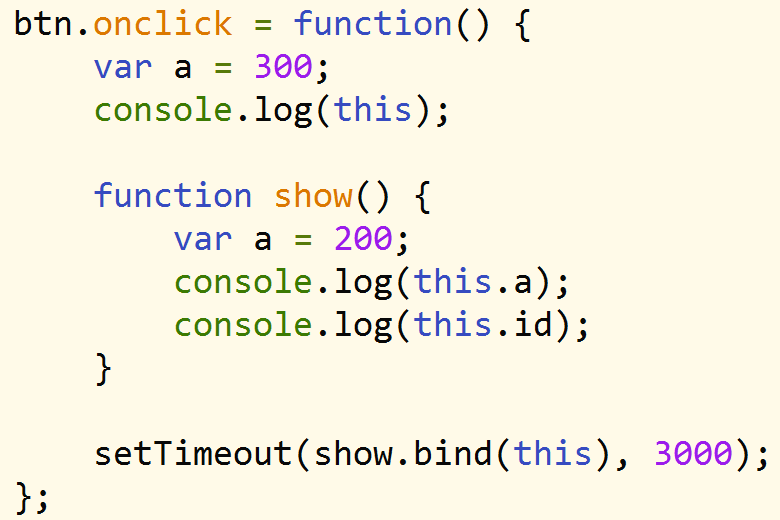 btn.onclick = function() {
    var a = 300;
    console.log(this);

    function show() {
        var a = 200;
        console.log(this.a);
        console.log(this.id);
    }

    setTimeout(show.bind(this), 3000);
};